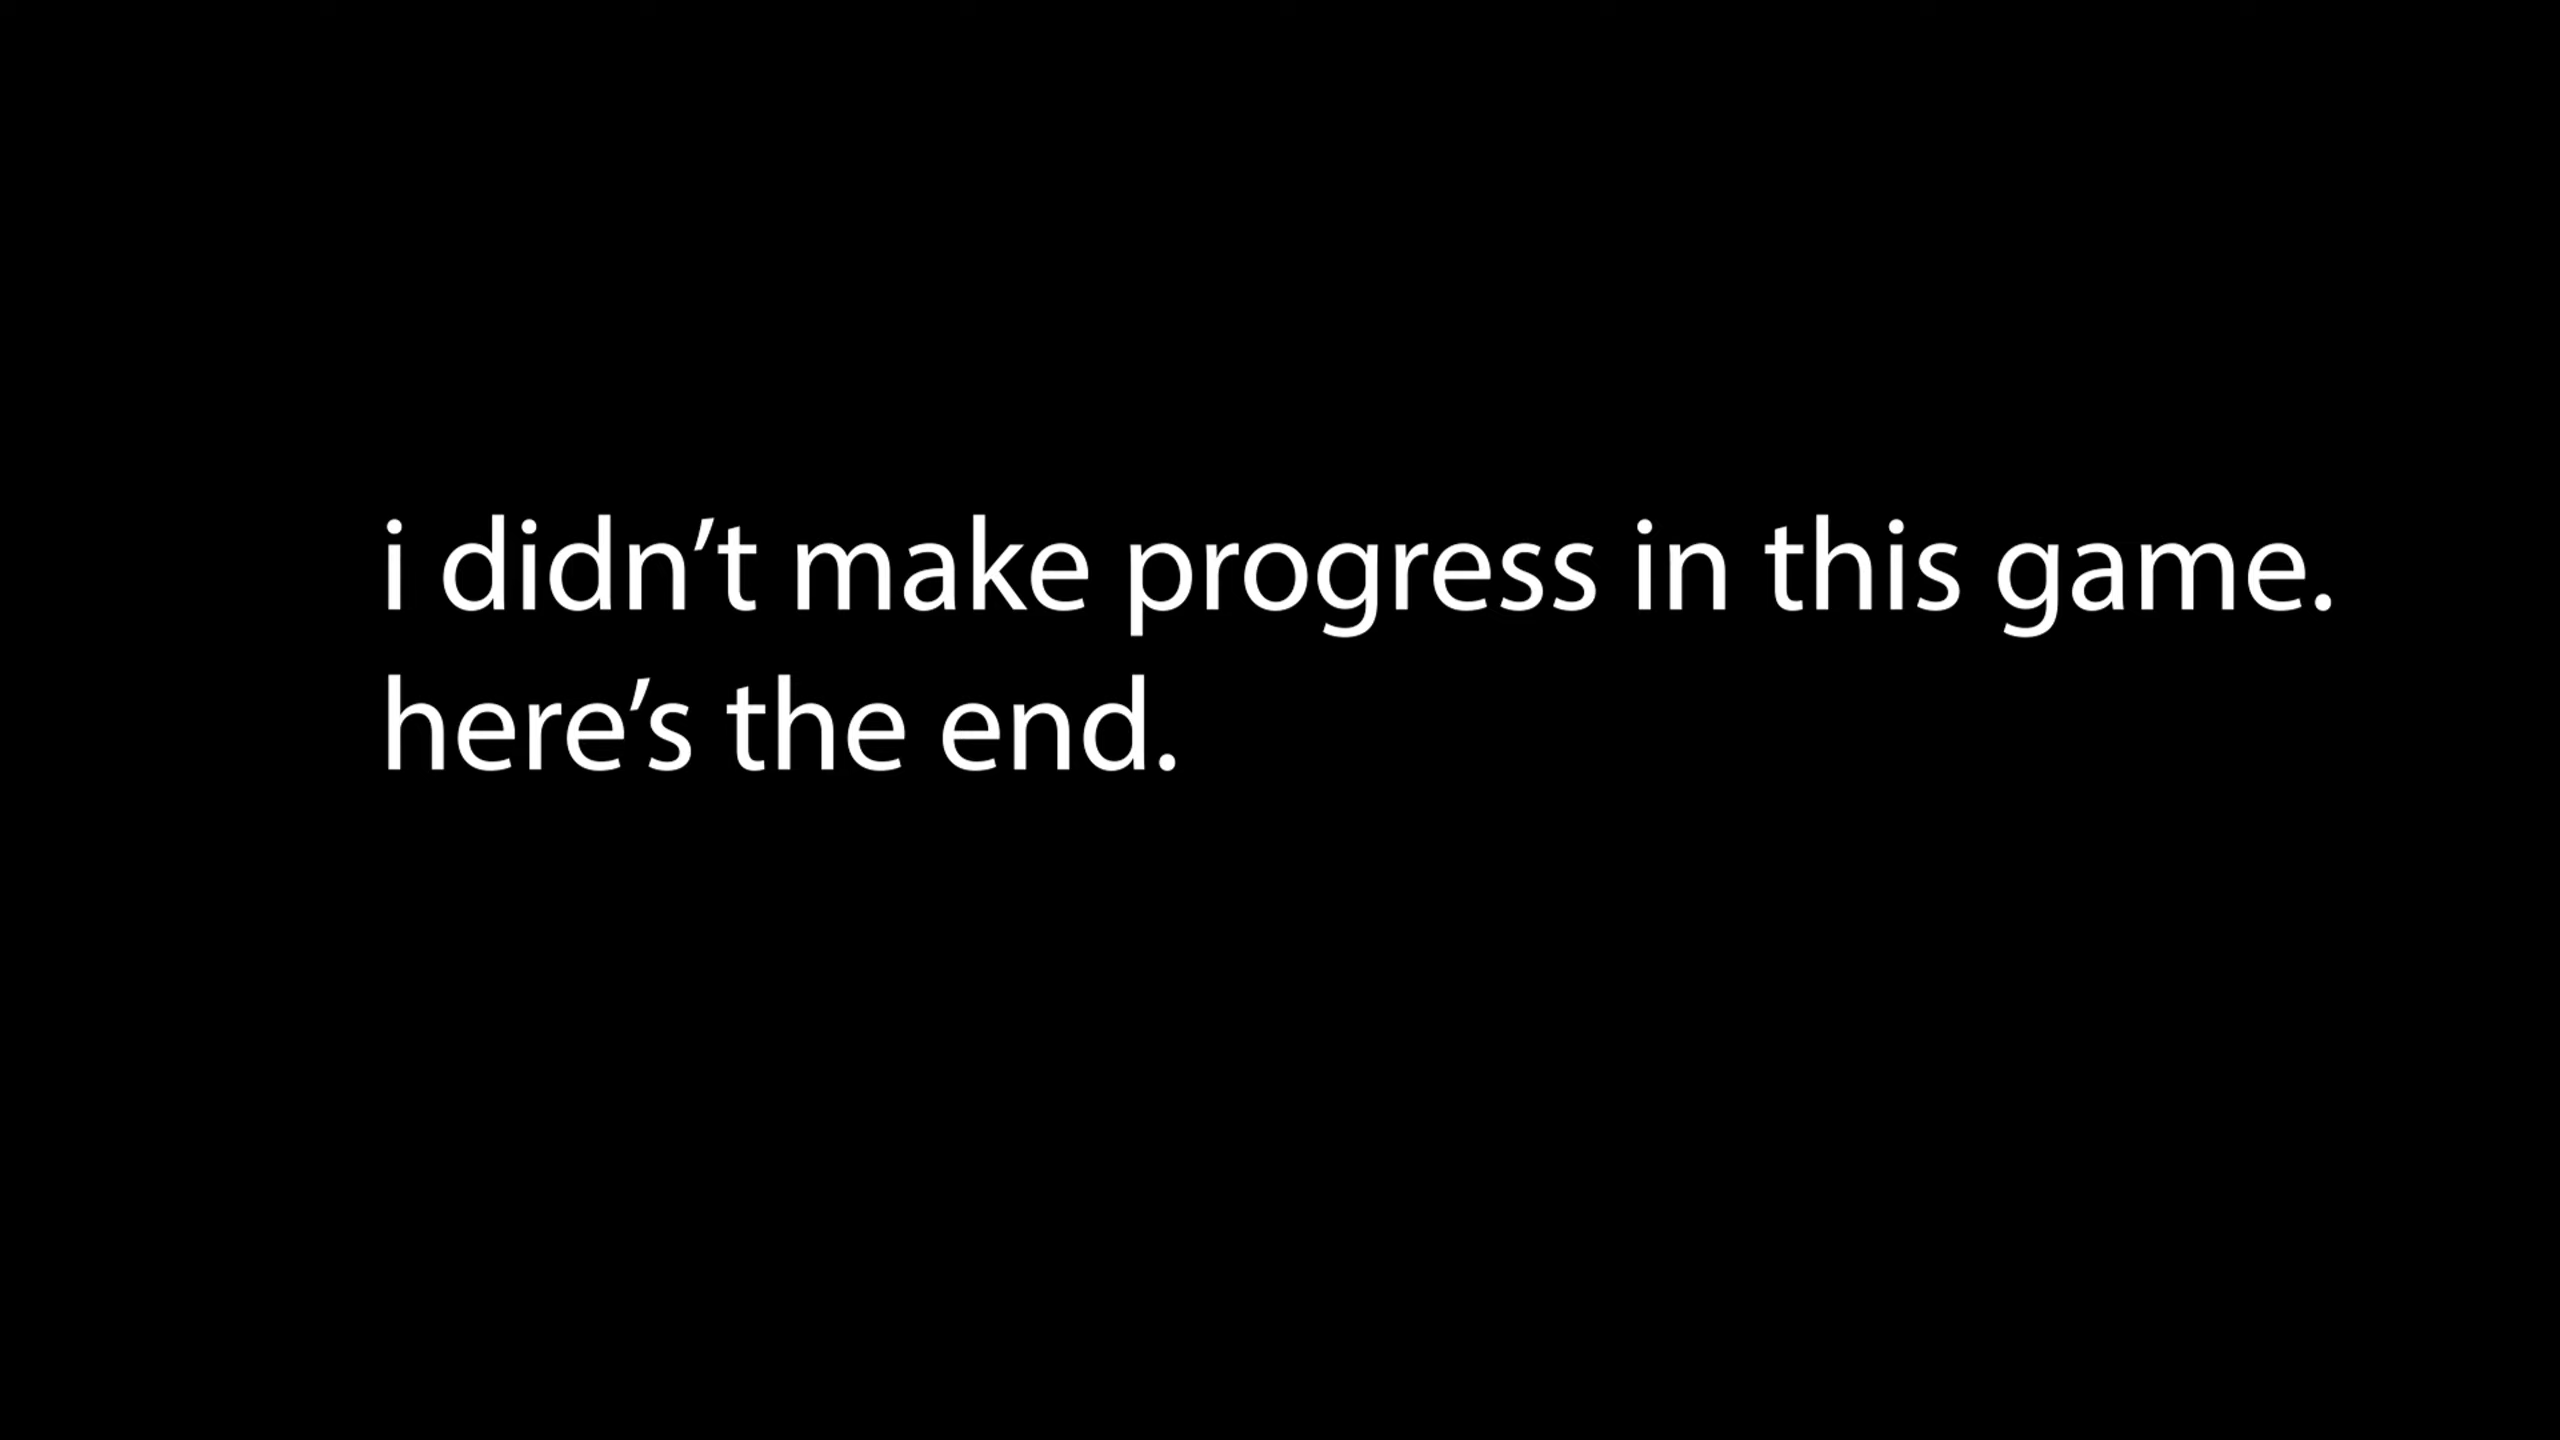 i didn’t make progress in this game.
here’s the end.